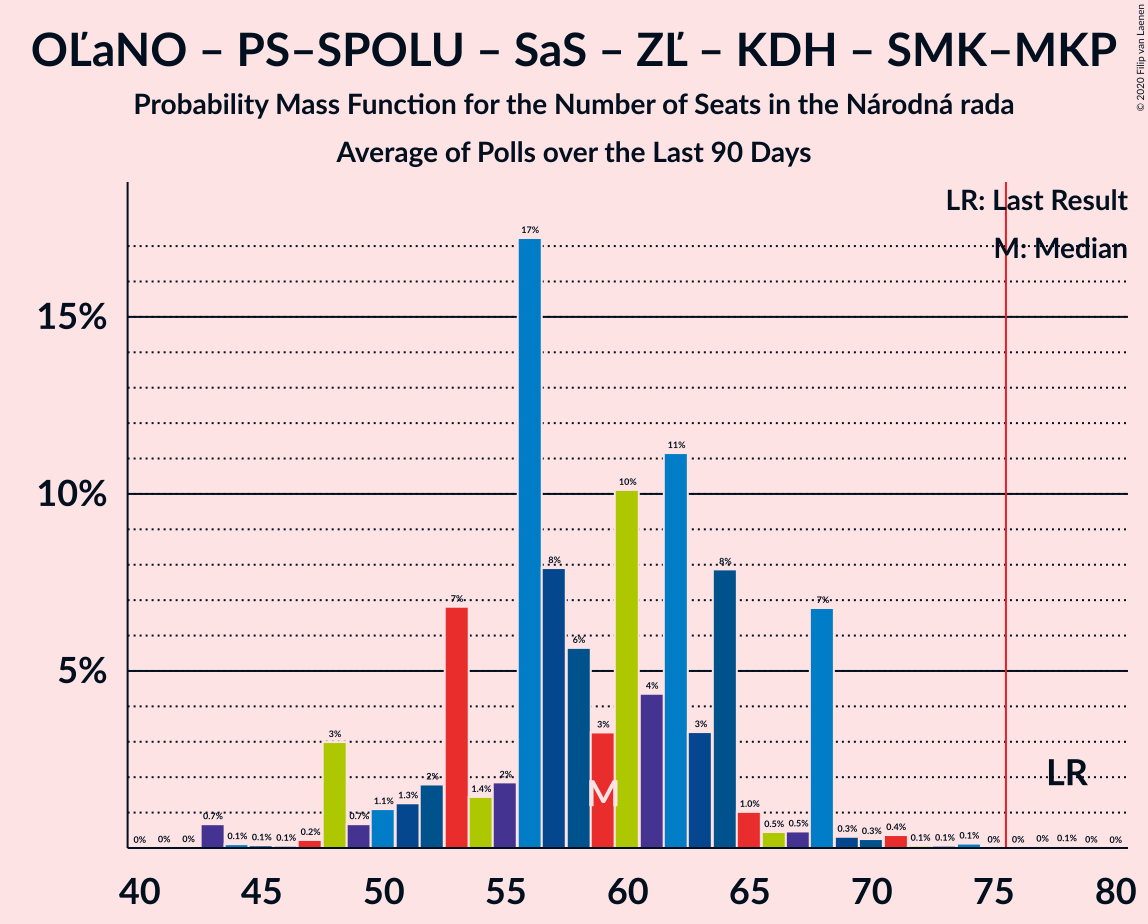 OĽaNO – PS–SPOLU – SaS – ZĽ – KDH – SMK–MKP
Probability Mass Function for the Number of Seats in the Národná rada
Average of Polls over the Last 90 Days
© 2020 Filip van Laenen
LR: Last Result
M: Median
15%
10%
5%
0% 0% 0% 0.7% 0.1% 0.1% 0.1% 0.2% 3% 0.7% 1.1% 1.3% 2% 7% 1.4% 2% 17% 8% 6% 3% 10% 4% 11% 3% 8% 1.0% 0.5% 0.5% 7% 0.3% 0.3% 0.4% 0.1% 0.1% 0.1% 0% 0% 0% 0.1% 0% 0%
M
LR
40 45 50 55 60 65 70 75 80